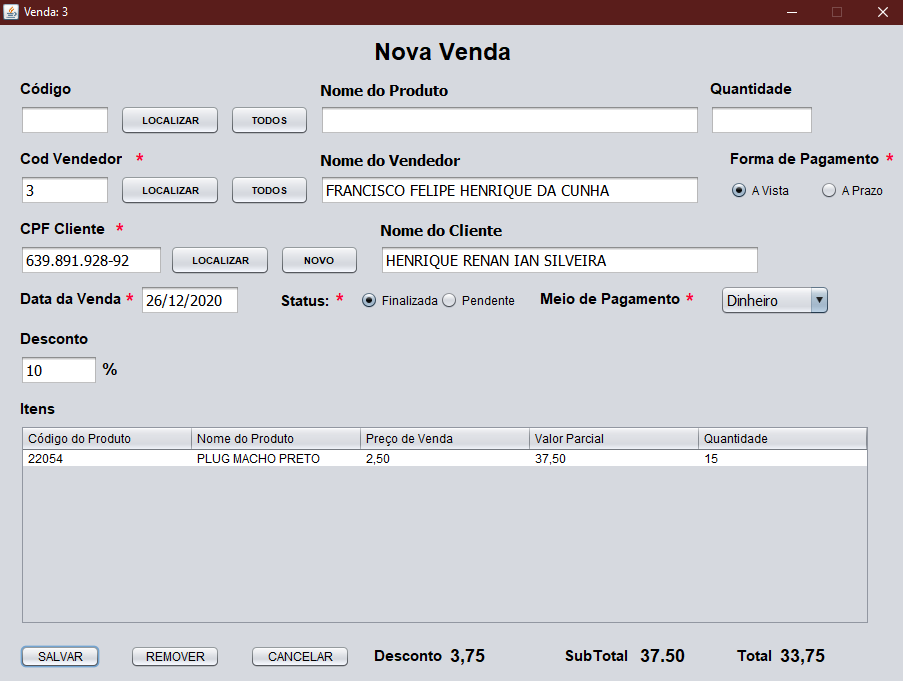 Venda: 3
Nova Venda
Código Nome do Produto Quantidade
LOCALIZAR TODOS
Cod Vendedor * Nome do Vendedor Forma de Pagamento *
3 LOCALIZAR TODOS FRANCISCO FELIPE HENRIQUE DA CUNHA A Vista A Prazo
CPF Cliente * Nome do Cliente
639.891.928-92 LOCALIZAR NOVO HENRIQUE RENAN IAN SILVEIRA
Data da Venda * 26/12/2020 Status: * Finalizada Pendente Meio de Pagamento * Dinheiro
Desconto
10 %
Itens
Código do Produto Nome do Produto Preço de Venda Valor Parcial Quantidade
22054 PLUG MACHO PRETO 2,50 37,50 15
SALVAR REMOVER CANCELAR Desconto 3,75 SubTotal 37.50 Total 33,75